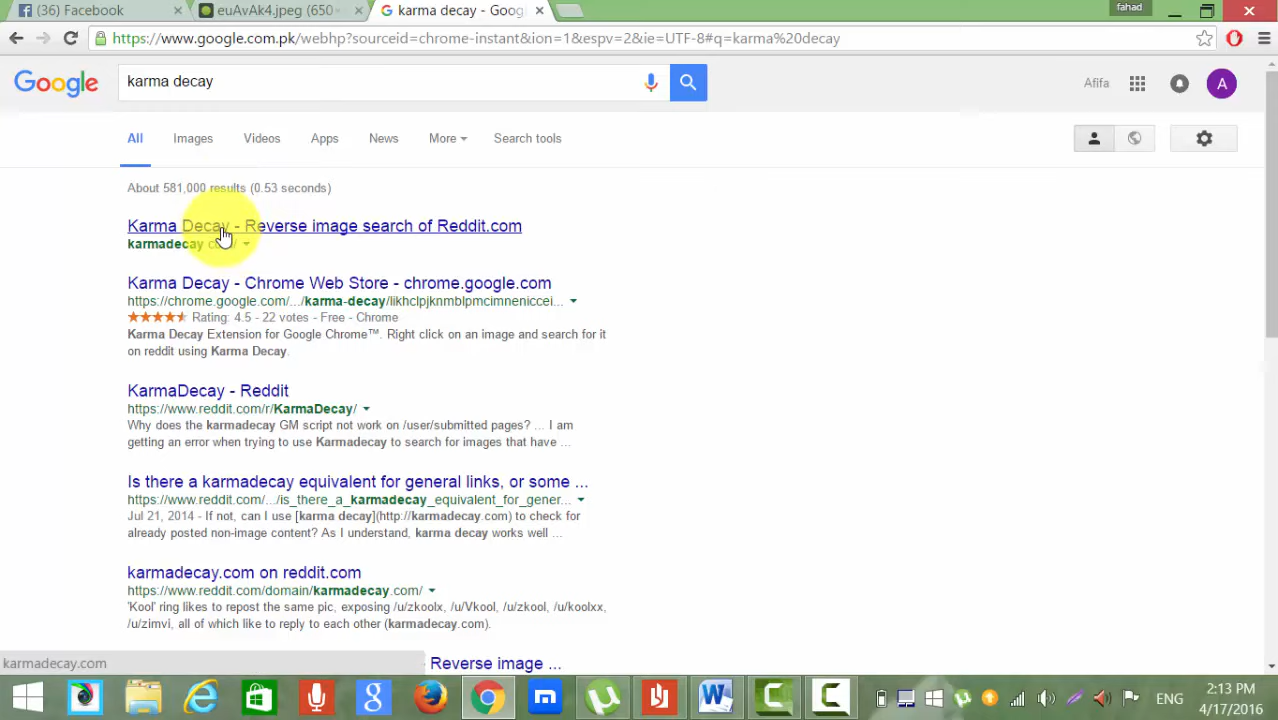 (36) Facebook
euAvAk4.jpeg (650
karma decay - Goog
fahad
https://www.google.com.pk/webhp?sourceid=chrome-instant&ion=1&espv=2&ie=UTF-8#q=karma%20decay
Google
karma decay
Afifa
A
All Images Videos Apps News More Search tools
About 581,000 results (0.53 seconds)
Karma Decay - Reverse image search of Reddit.com
karmadecay
Karma Decay - Chrome Web Store - chrome.google.com
https://chrome.google.com/.../karma-decay/likhclpjknmblpmcimneniccei...
Rating: 4.5 - 22 votes - Free - Chrome
Karma Decay Extension for Google Chrome™. Right click on an image and search for it
on reddit using Karma Decay.
KarmaDecay - Reddit
https://www.reddit.com/r/KarmaDecay/
Why does the karmadecay GM script not work on /user/submitted pages? ... I am
getting an error when trying to use Karmadecay to search for images that have ...
Is there a karmadecay equivalent for general links, or some ...
https://www.reddit.com/.../is_there_a_karmadecay_equivalent_for_gener...
Jul 21, 2014 - If not, can I use [karma decay](http://karmadecay.com) to check for
already posted non-image content? As I understand, karma decay works well ...
karmadecay.com on reddit.com
https://www.reddit.com/domain/karmadecay.com/
'Kool' ring likes to repost the same pic, exposing /u/zkoolx, /u/Vkool, /u/zkool, /u/koolxx,
/u/zimvi, all of which like to reply to each other (karmadecay.com).
karmadecay.com
- Reverse image ...
ENG
2:13 PM
4/17/2016